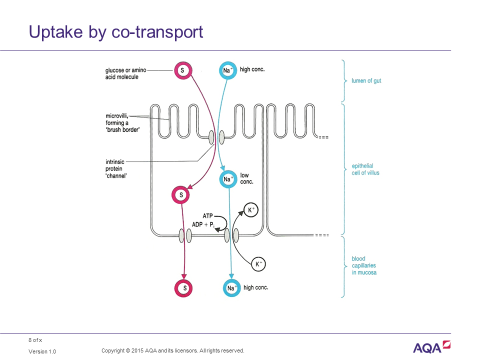 Uptake by co-transport
glucose or amino
acid molecule
S
Na+
high conc.
lumen of gut
microvilli,
forming a
'brush border'
intrinsic
protein
'channel'
epithelial
cell of villus
Na+
low
conc.
S
K+
ATP
ADP + Pi
K+
blood
capillaries
in mucosa
S
Na+
high conc.
8 of x
Version 1.0
Copyright © 2015 AQA and its licensors. All rights reserved.
AQA